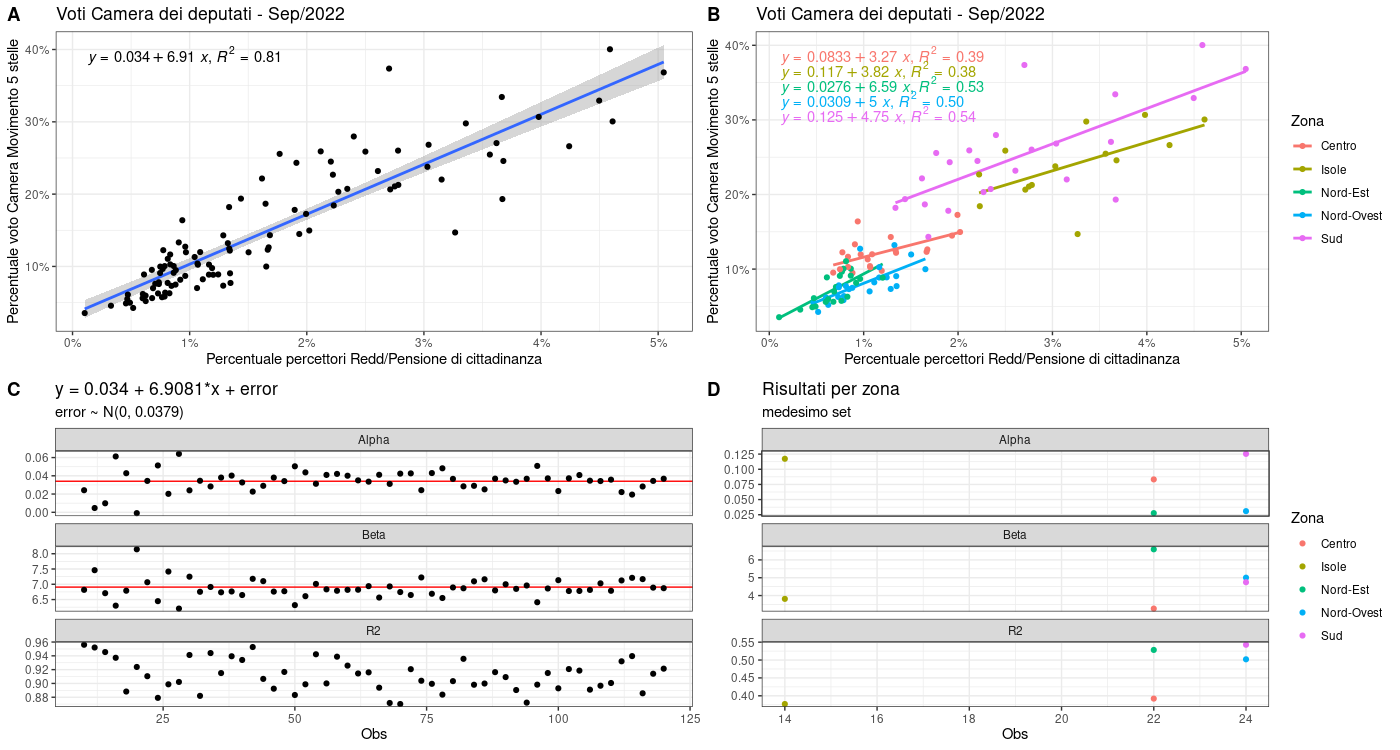 A
Voti Camera dei deputati - Sep/2022
Percentuale voto Camera Movimento 5 stelle
40%
30%
20%
10%
y = 0.034 + 6.91 x, R² = 0.81
0%
1%
2%
3%
4%
5%
Percentuale percettori Redd/Pensione di cittadinanza
B
Voti Camera dei deputati - Sep/2022
Percentuale voto Camera Movimento 5 stelle
40%
30%
20%
10%
y = 0.0833 + 3.27 x, R² = 0.39
y = 0.117 + 3.82 x, R² = 0.38
y = 0.0276 + 6.59 x, R² = 0.53
y = 0.0309 + 5 x, R² = 0.50
y = 0.125 + 4.75 x, R² = 0.54
0%
1%
2%
3%
4%
5%
Percentuale percettori Redd/Pensione di cittadinanza
Zona
Centro
Isole
Nord-Est
Nord-Ovest
Sud
C
y = 0.034 + 6.9081*x + error
error ~ N(0, 0.0379)
Alpha
0.06
0.04
0.02
0.00
Beta
8.0
7.5
7.0
6.5
R2
0.96
0.94
0.92
0.90
0.88
25
50
75
100
125
Obs
D
Risultati per zona
medesimo set
Alpha
0.125
0.100
0.075
0.050
0.025
Beta
6
5
4
R2
0.55
0.50
0.45
0.40
14
16
18
20
22
24
Obs
Zona
Centro
Isole
Nord-Est
Nord-Ovest
Sud